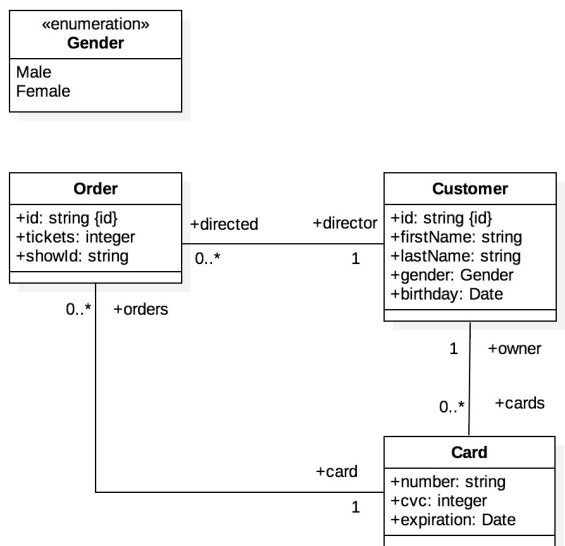 «enumeration»
Gender
Male
Female
Order
+id: string {id}
+tickets: integer
+showId: string
+directed
0..*
+director
1
Customer
+id: string {id}
+firstName: string
+lastName: string
+gender: Gender
+birthday: Date
0..*
+orders
1
+owner
0..*
+cards
+card
1
Card
+number: string
+cvc: integer
+expiration: Date